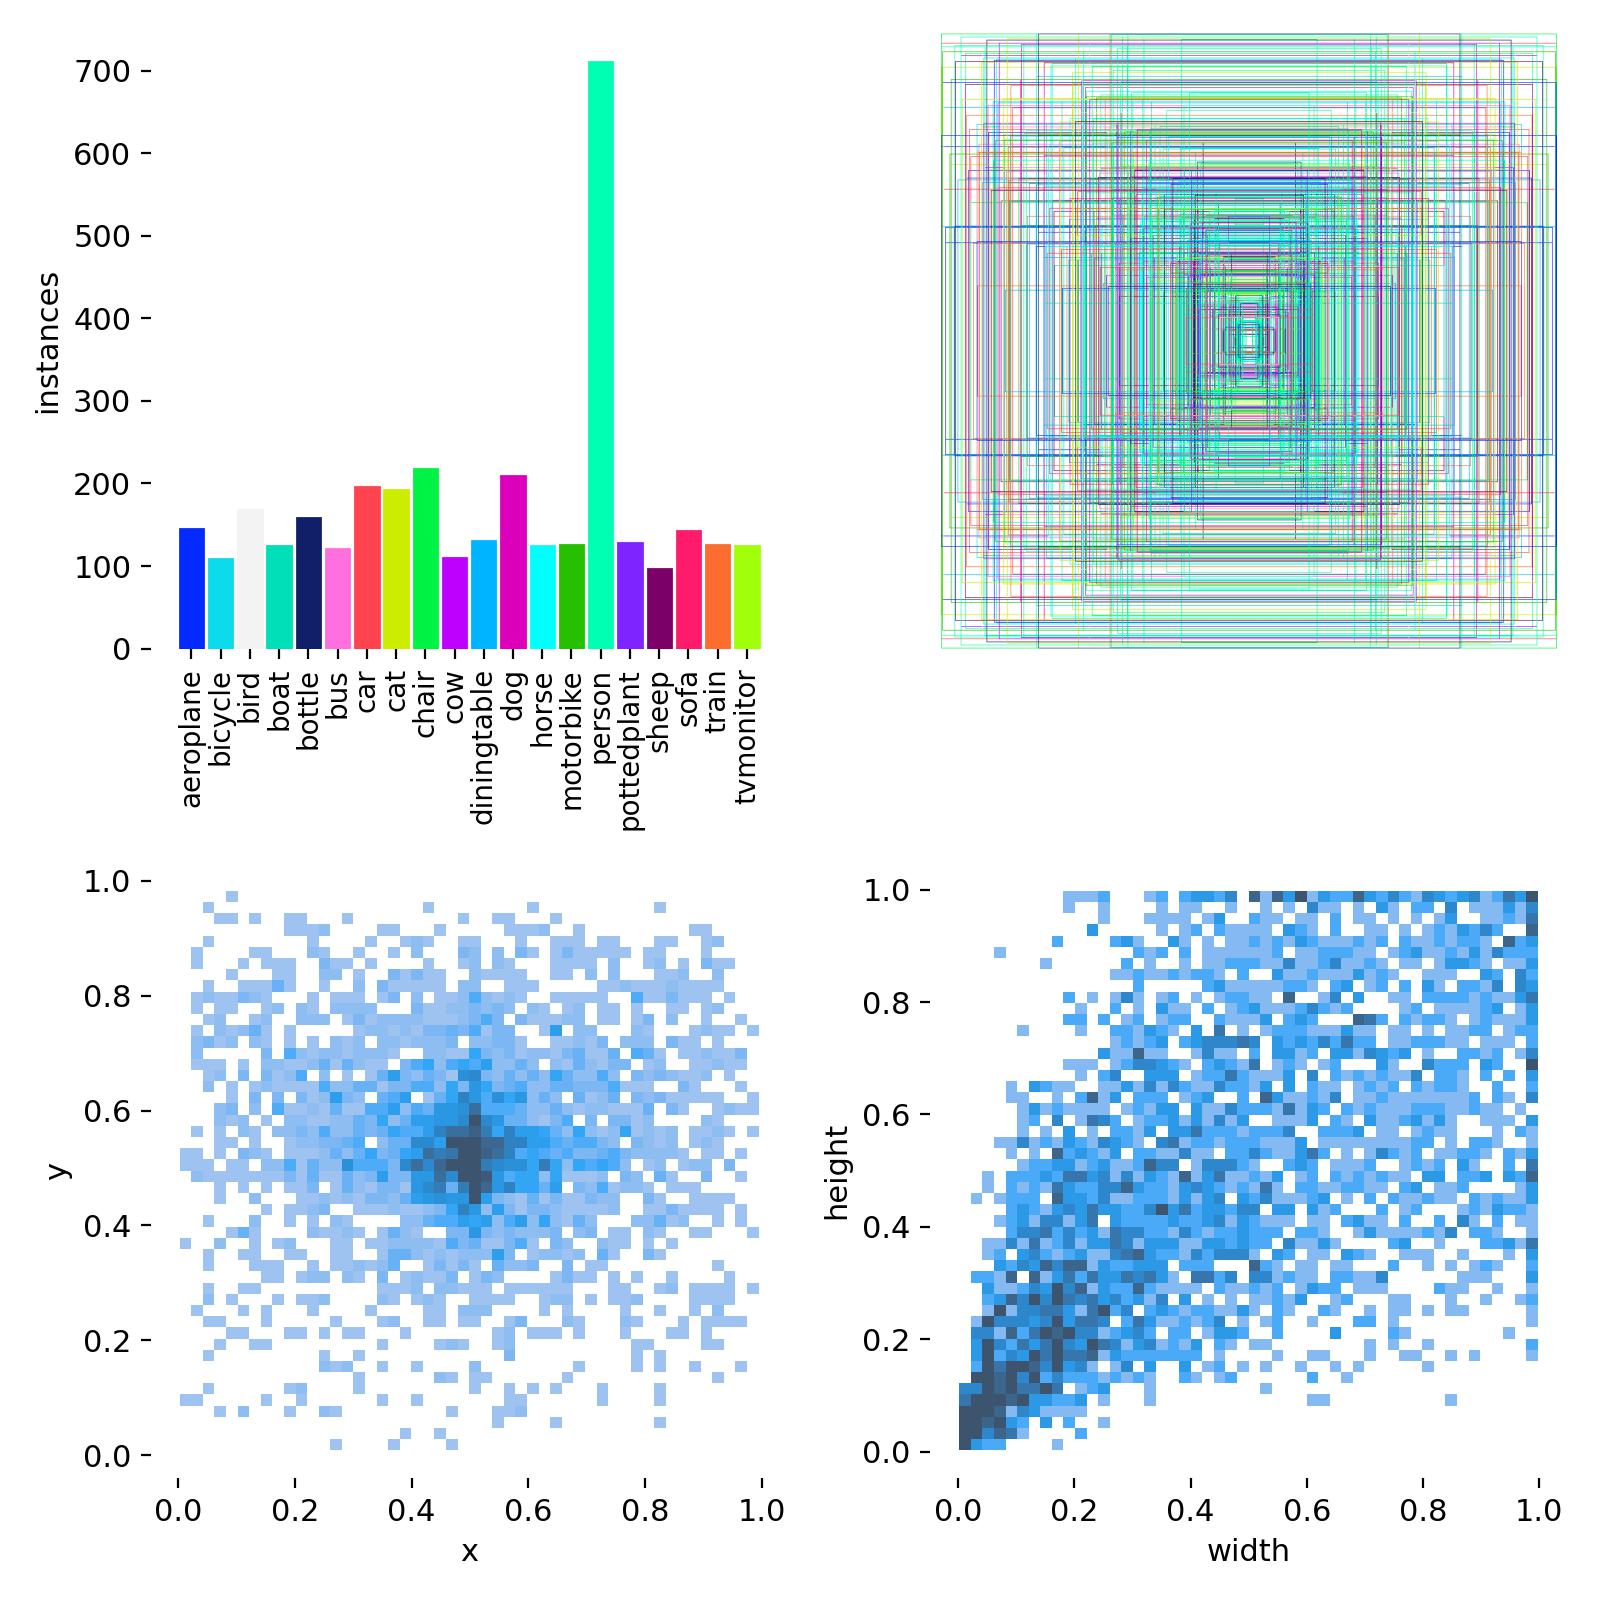 700
600
500
400
300
200
100
0
instances
aeroplane
bicycle
bird
boat
bottle
bus
car
cat
chair
cow
diningtable
dog
horse
motorbike
person
pottedplant
sheep
sofa
train
tvmonitor
1.0
0.8
0.6
0.4
0.2
0.0
y
0.0 0.2 0.4 0.6 0.8 1.0
x
1.0
0.8
0.6
0.4
0.2
0.0
height
0.0 0.2 0.4 0.6 0.8 1.0
width